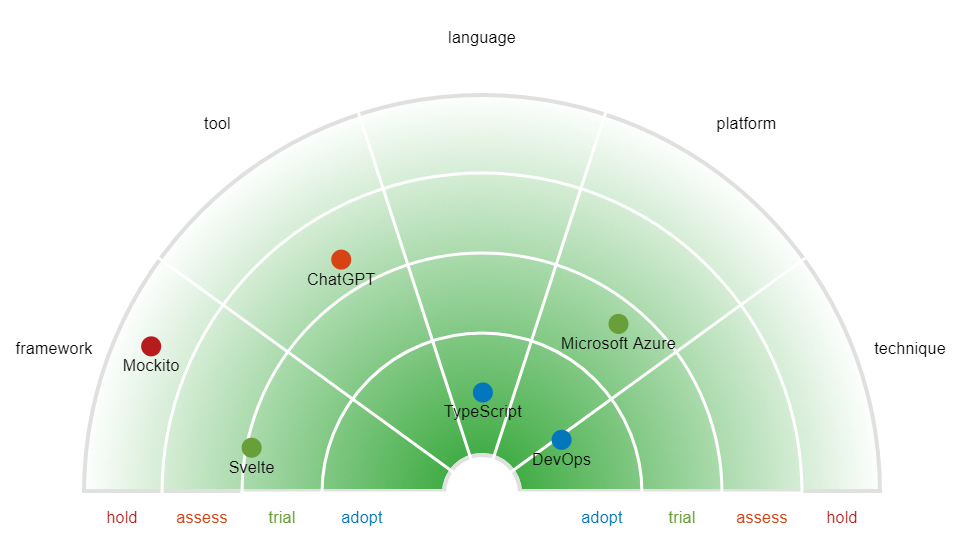 language
tool
platform
ChatGPT
Microsoft Azure
framework
technique
Mockito
TypeScript
DevOps
Svelte
hold assess trial adopt adopt trial assess hold